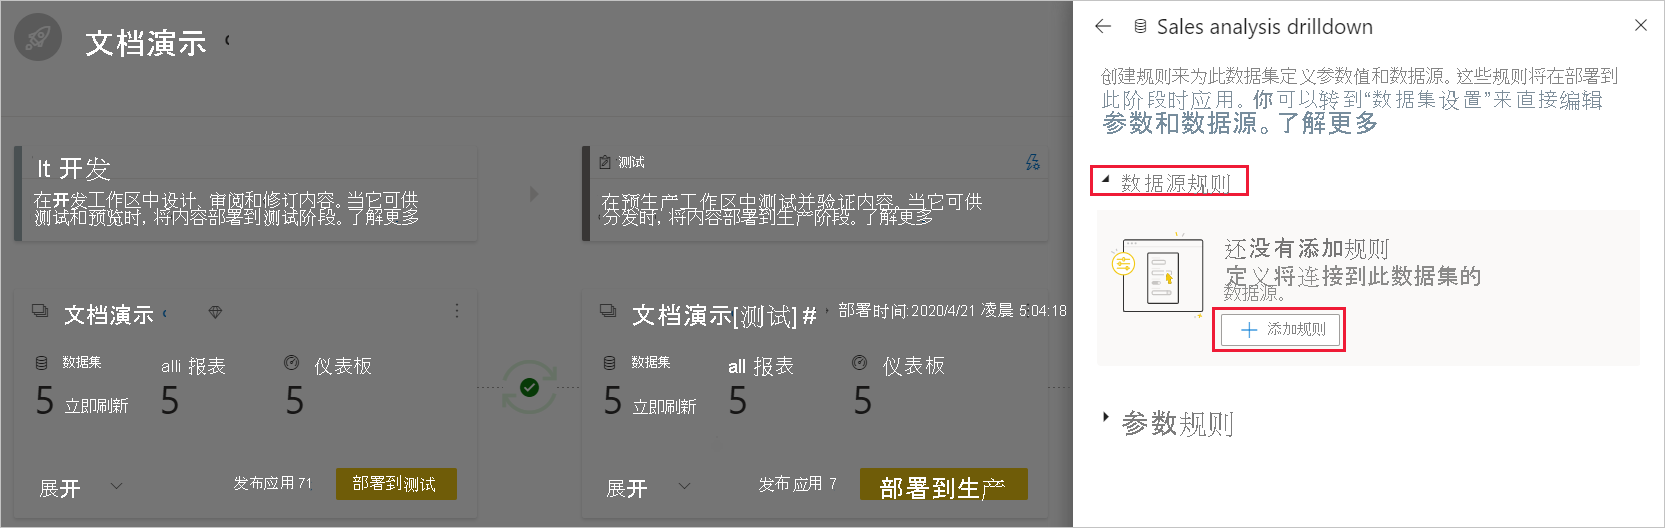 文档演示
It 开发
在开发工作区中设计、审阅和修订内容。当它可供
测试和预览时, 将内容部署到测试阶段。了解更多
测试
在预生产工作区中测试并验证内容。当它可供
分发时, 将内容部署到生产阶段。了解更多
文档演示
数据集
alli 报表
仪表板
5 立即刷新
5
5
展开
发布应用 71
部署到测试
文档演示[测试] #
部署时间: 2020/4/21 凌晨 5:04:18
数据集
all 报表
仪表板
5 立即刷新
5
5
展开
发布应用 7
部署到生产
Sales analysis drilldown
创建规则来为此数据集定义参数值和数据源。这些规则将在部署到
此阶段时应用。你可以转到“数据集设置”来直接编辑
参数和数据源。了解更多
数据源规则
还没有添加规则
定义将连接到此数据集的
数据源。
添加规则
参数规则